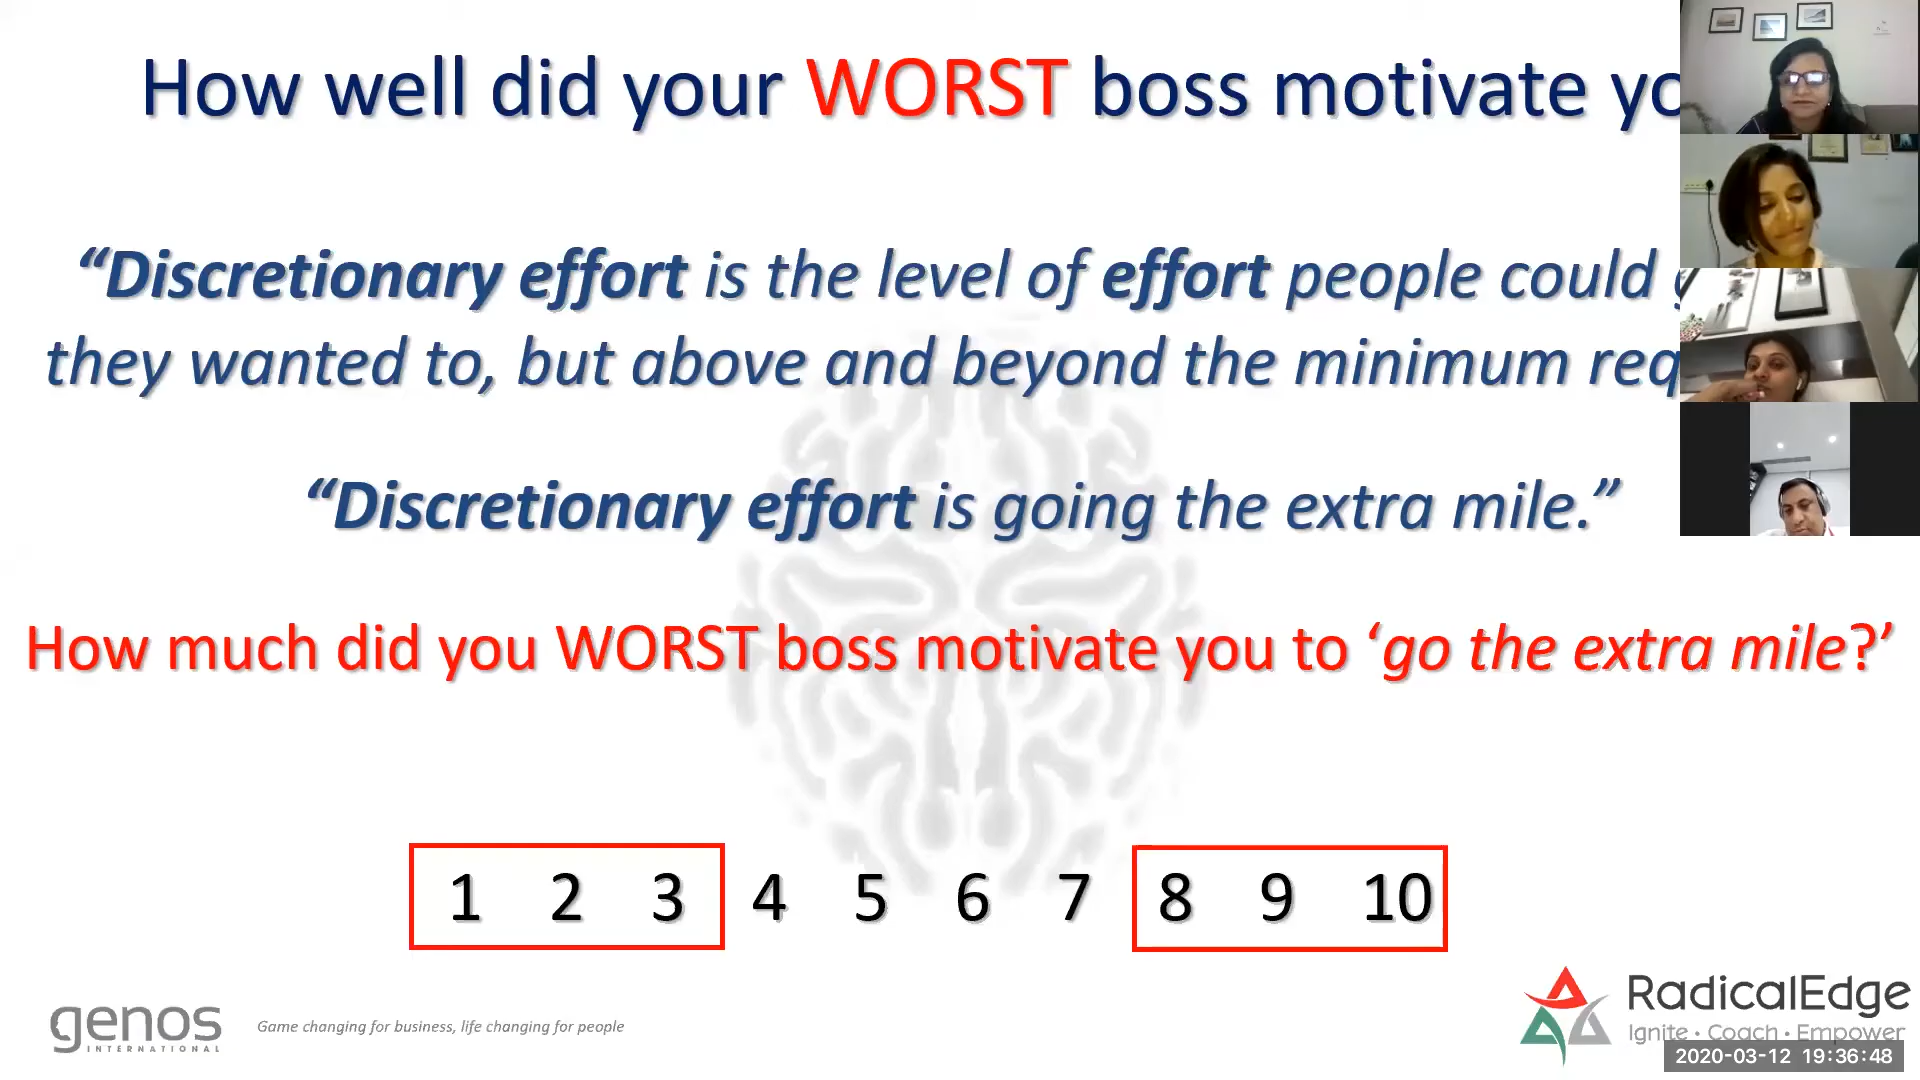 How well did your WORST boss motivate yo
“Discretionary effort is the level of effort people could
they wanted to, but above and beyond the minimum req
“Discretionary effort is going the extra mile.”
How much did you WORST boss motivate you to ‘go the extra mile?’
1 2 3 4 5 6 7 8 9 10
genos
INTERNATIONAL
Game changing for business, life changing for people
RadicalEdge
Ignite • Coach • Empower
2020-03-12 19:36:48